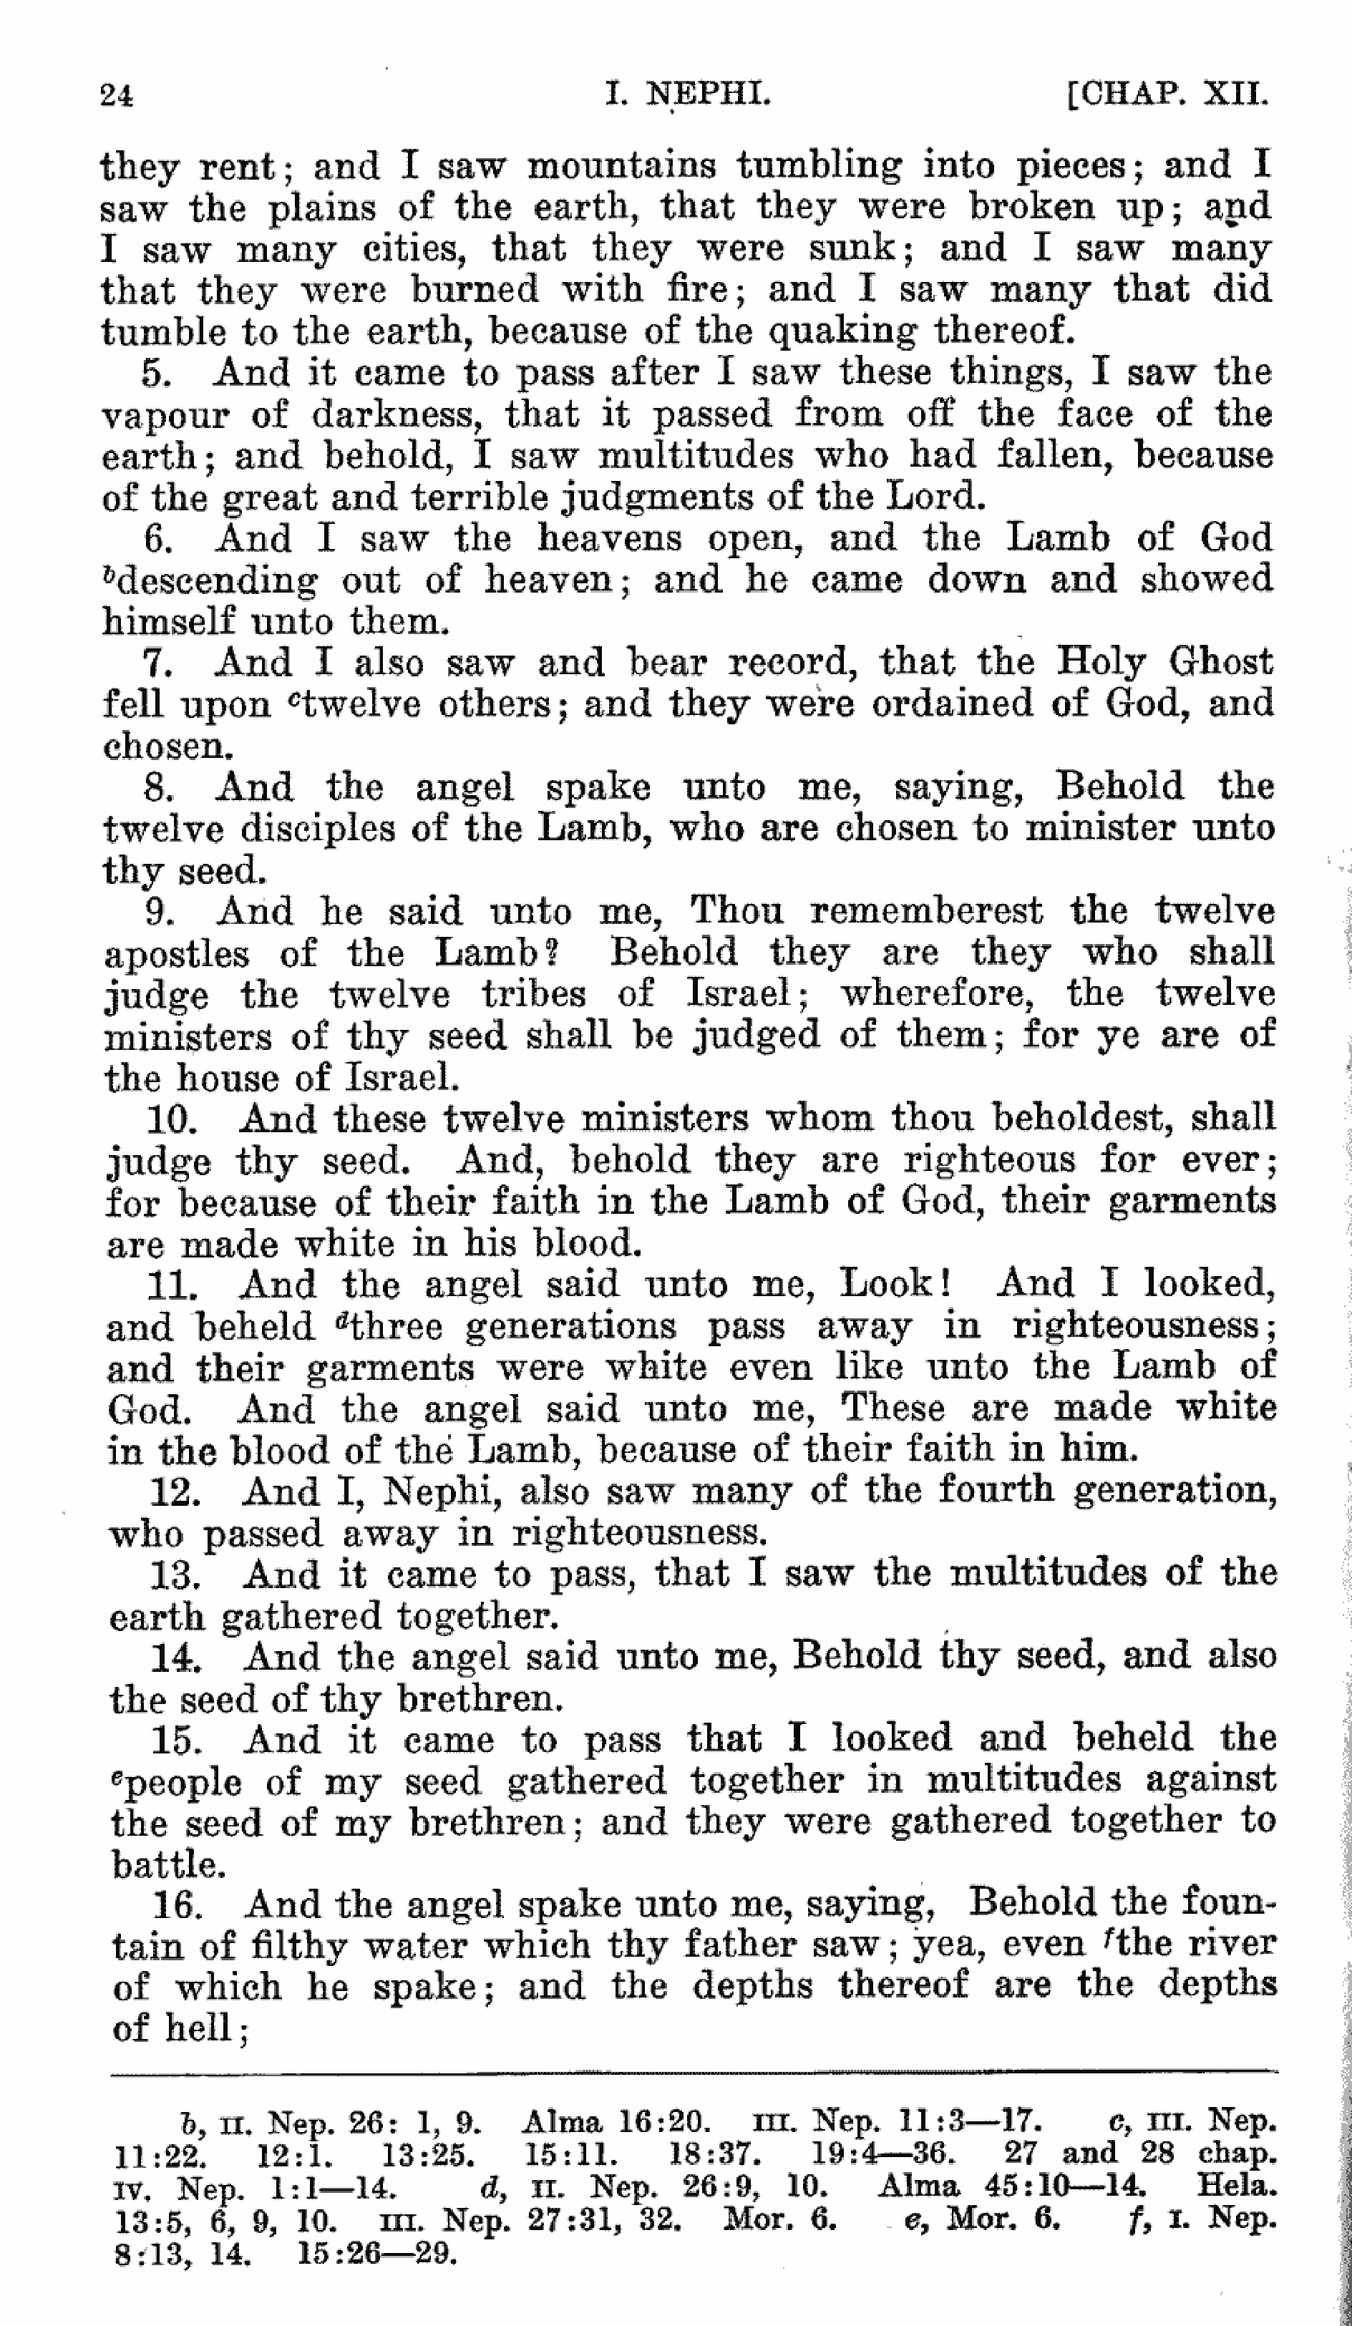 24 I. NEPHI. [CHAP. XII.
they rent; and I saw mountains tumbling into pieces; and I
saw the plains of the earth, that they were broken up; and
I saw many cities, that they were sunk; and I saw many
that they were burned with fire; and I saw many that did
tumble to the earth, because of the quaking thereof.
5. And it came to pass after I saw these things, I saw the
vapour of darkness, that it passed from off the face of the
earth; and behold, I saw multitudes who had fallen, because
of the great and terrible judgments of the Lord.
6. And I saw the heavens open, and the Lamb of God
ᵇdescending out of heaven; and he came down and showed
himself unto them.
7. And I also saw and bear record, that the Holy Ghost
fell upon ᶜtwelve others; and they were ordained of God, and
chosen.
8. And the angel spake unto me, saying, Behold the
twelve disciples of the Lamb, who are chosen to minister unto
thy seed.
9. And he said unto me, Thou rememberest the twelve
apostles of the Lamb? Behold they are they who shall
judge the twelve tribes of Israel; wherefore, the twelve
ministers of thy seed shall be judged of them; for ye are of
the house of Israel.
10. And these twelve ministers whom thou beholdest, shall
judge thy seed. And, behold they are righteous for ever;
for because of their faith in the Lamb of God, their garments
are made white in his blood.
11. And the angel said unto me, Look! And I looked,
and beheld ᵈthree generations pass away in righteousness;
and their garments were white even like unto the Lamb of
God. And the angel said unto me, These are made white
in the blood of the Lamb, because of their faith in him.
12. And I, Nephi, also saw many of the fourth generation,
who passed away in righteousness.
13. And it came to pass, that I saw the multitudes of the
earth gathered together.
14. And the angel said unto me, Behold thy seed, and also
the seed of thy brethren.
15. And it came to pass that I looked and beheld the
ᵉpeople of my seed gathered together in multitudes against
the seed of my brethren; and they were gathered together to
battle.
16. And the angel spake unto me, saying, Behold the foun-
tain of filthy water which thy father saw; yea, even ᶠthe river
of which he spake; and the depths thereof are the depths
of hell;
b, II. Nep. 26: 1, 9. Alma 16:20. III. Nep. 11:3—17. c, III. Nep.
11:22. 12:1. 13:25. 15:11. 18:37. 19:4—36. 27 and 28 chap.
IV. Nep. 1:1—14. d, II. Nep. 26:9, 10. Alma 45:10—14. Hela.
13:5, 6, 9, 10. III. Nep. 27:31, 32. Mor. 6. e, Mor. 6. f, I. Nep.
8:13, 14. 15:26—29.